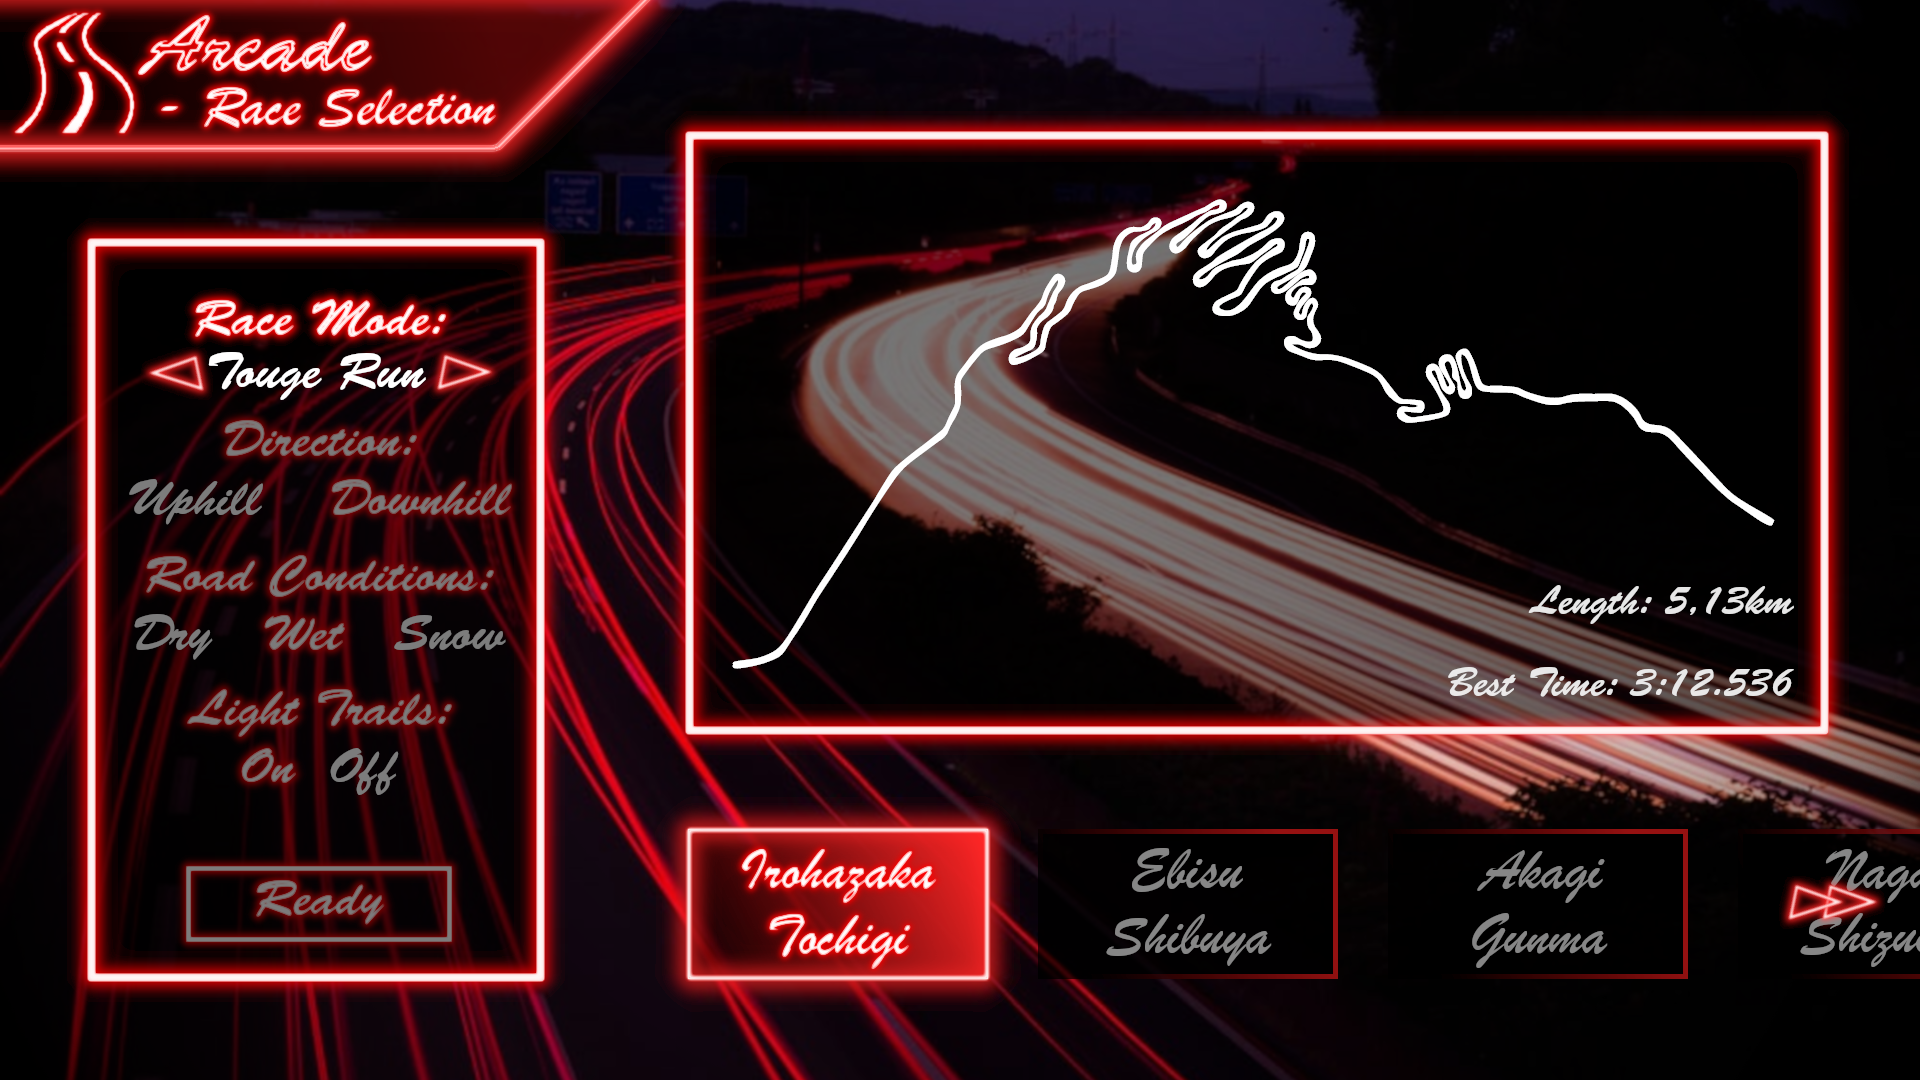 Arcade
- Race Selection
Race Mode:
Touge Run
Direction:
Uphill Downhill
Road Conditions:
Dry Wet Snow
Light Trails:
On Off
Ready
Length: 5,13km
Best Time: 3:12.536
Irohazaka
Tochigi
Ebisu
Shibuya
Akagi
Gunma